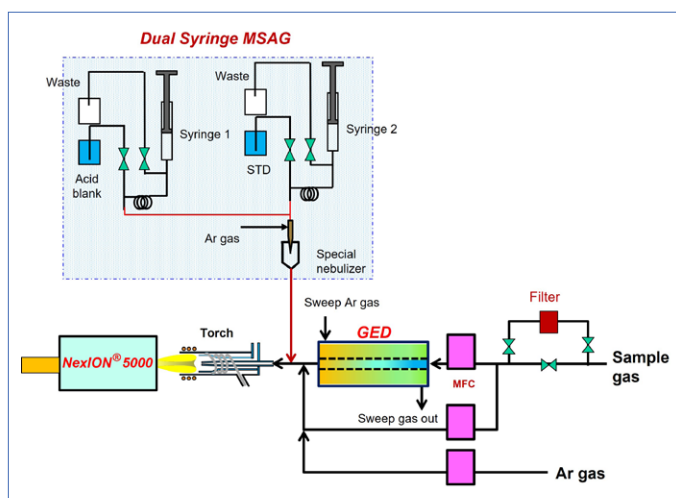 Dual Syringe MSAG
Waste
Syringe 1
Acid
blank
Waste
Syringe 2
STD
Ar gas
Special
nebulizer
Sweep Ar gas
GED
Filter
Torch
NexION® 5000
MFC
Sample
gas
Sweep gas out
Ar gas